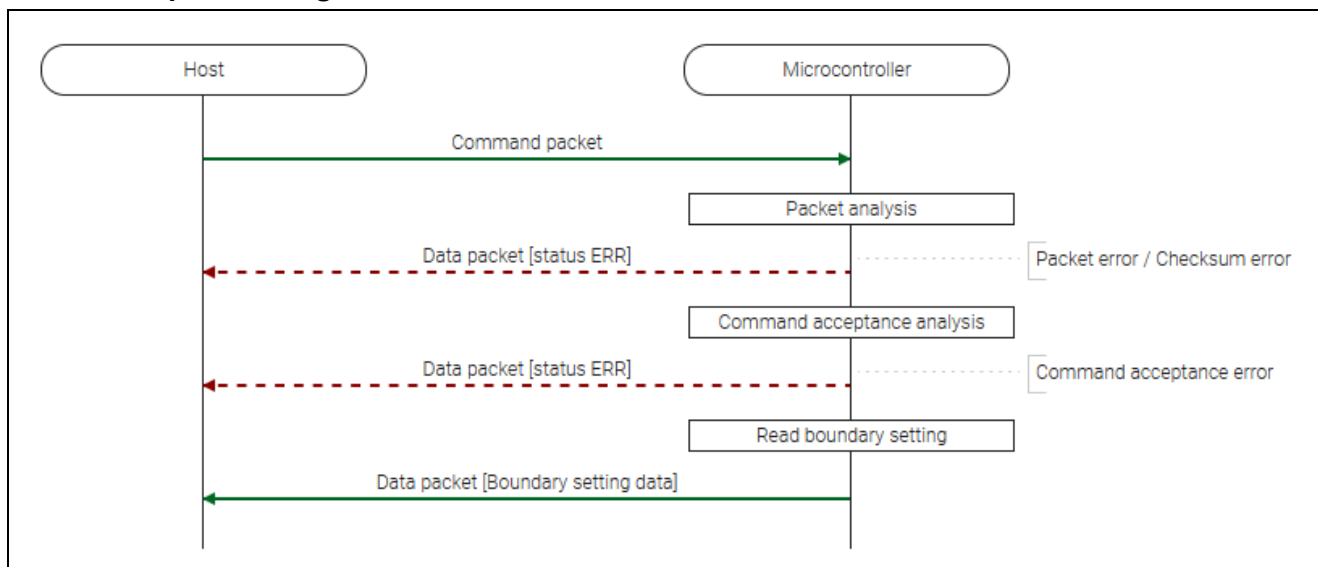 Host
Microcontroller
Command packet
Packet analysis
Data packet [status ERR]
Packet error / Checksum error
Command acceptance analysis
Data packet [status ERR]
Command acceptance error
Read boundary setting
Data packet [Boundary setting data]